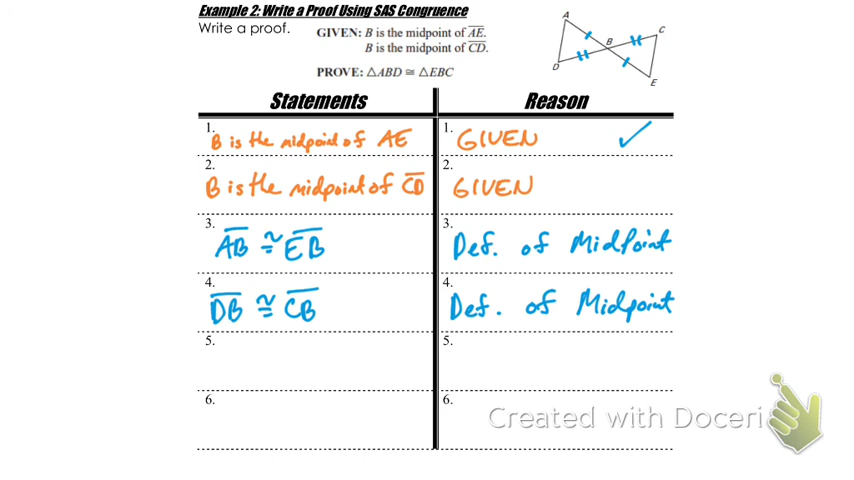 Example 2: Write a Proof Using SAS Congruence
Write a proof.
GIVEN: B is the midpoint of AE.
B is the midpoint of CD.
PROVE: △ABD ≅ △EBC
A
C
B
D
E
Statements
Reason
1. B is the midpoint of AE
1. GIVEN ✓
2. B is the midpoint of CD
2. GIVEN
3. AB ≅ EB
3. Def. of Midpoint
4. DB ≅ CB
4. Def. of Midpoint
5.
5.
6.
6.
Created with Doceri